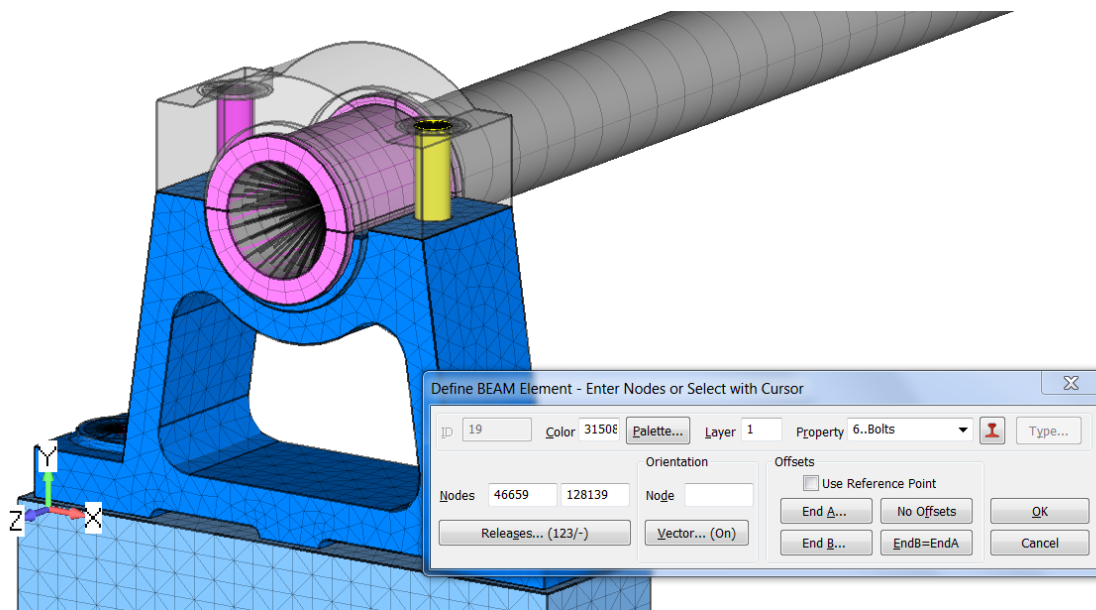 Define BEAM Element - Enter Nodes or Select with Cursor
ID 19 Color 31508 Palette... Layer 1 Property 6..Bolts Type...
Orientation Offsets
Use Reference Point
Nodes 46659 128139 Node End A... No Offsets OK
Releases... (123/-) Vector... (On) End B... EndB=EndA Cancel
Y
Z X